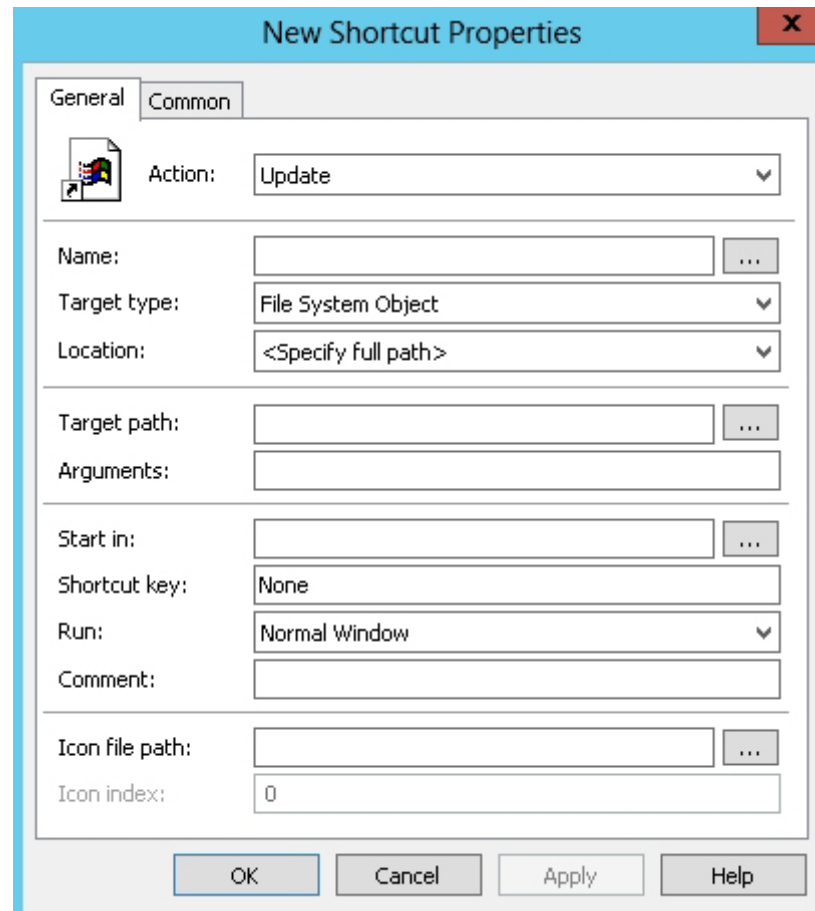 New Shortcut Properties
x
General Common
Action: Update
Name: ...
Target type: File System Object
Location: <Specify full path>
Target path: ...
Arguments:
Start in: ...
Shortcut key: None
Run: Normal Window
Comment:
Icon file path: ...
Icon index: 0
OK Cancel Apply Help